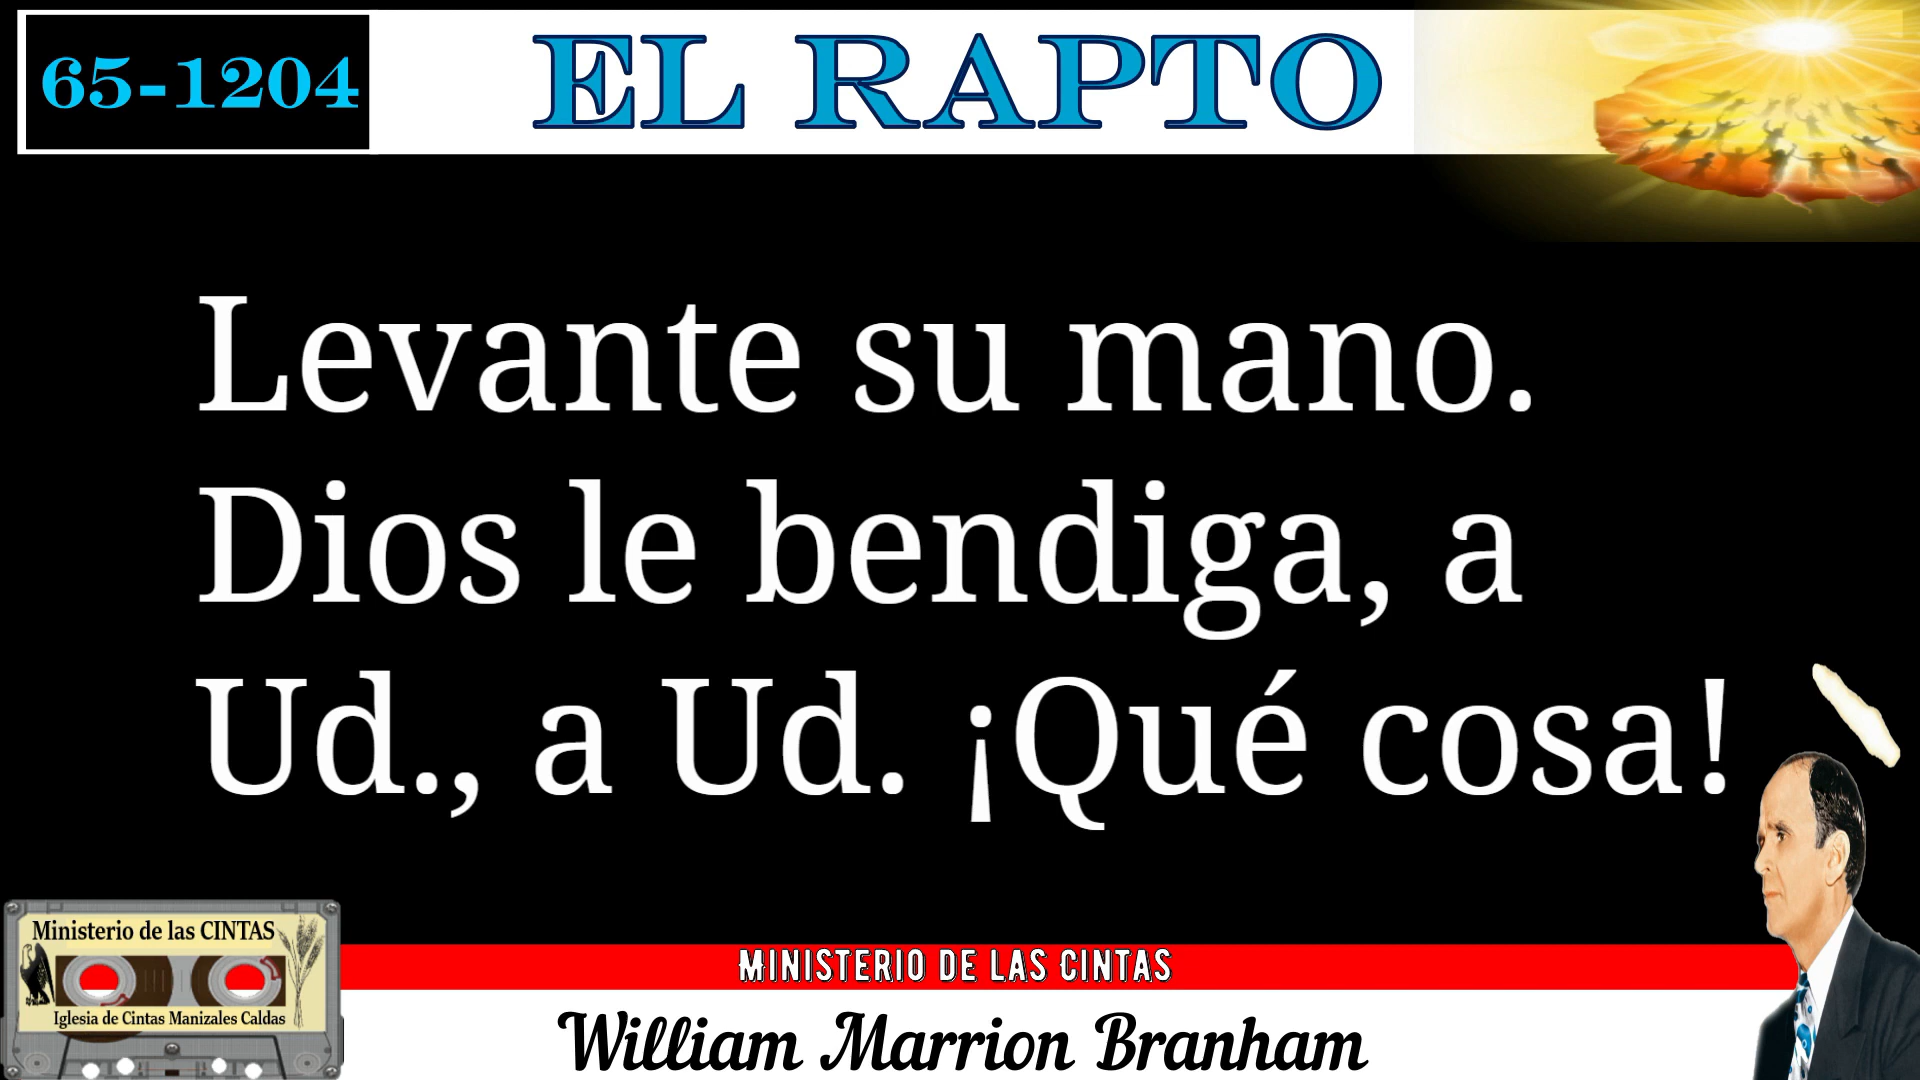 65-1204
EL RAPTO
Levante su mano.
Dios le bendiga, a
Ud., a Ud. ¡Qué cosa!
Ministerio de las CINTAS
Iglesia de Cintas Manizales Caldas
MINISTERIO DE LAS CINTAS
William Marrion Branham